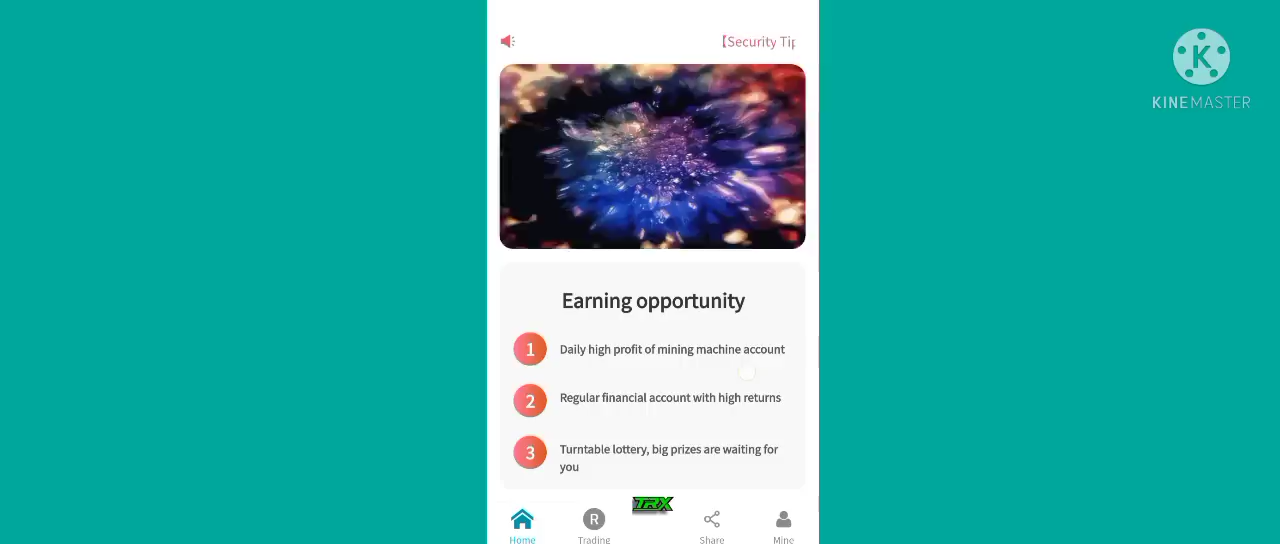 【Security Tip
K
KINEMASTER
Earning opportunity
1 Daily high profit of mining machine account
2 Regular financial account with high returns
3 Turntable lottery, big prizes are waiting for
you
TRX
R
Home Trading Share Mine